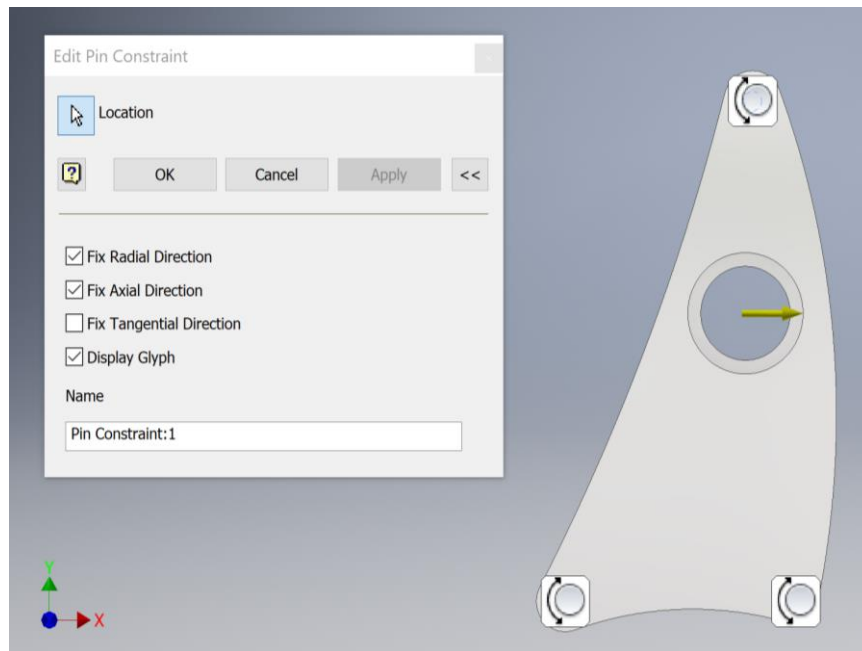 Edit Pin Constraint
Location
OK Cancel Apply <<
Fix Radial Direction
Fix Axial Direction
Fix Tangential Direction
Display Glyph
Name
Pin Constraint:1
Y
X